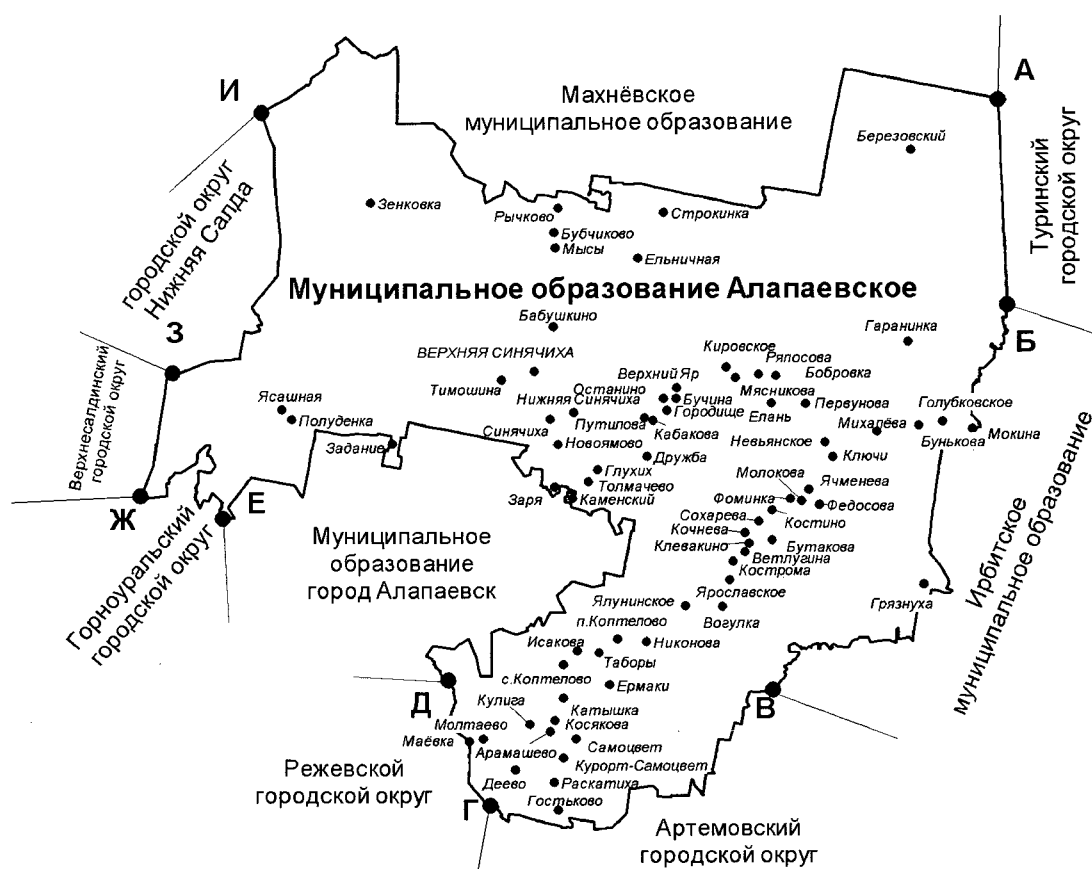 А
И
Махнёвское
муниципальное образование
Березовский
Туринский
городской округ
городской округ
Нижняя Салда
Зенковка
Рычково
Строкинка
Бубчиково
Мысы
Ельничная
Муниципальное образование Алапаевское
З
Б
Бабушкино
Гаранинка
ВЕРХНЯЯ СИНЯЧИХА
Кировское
Верхний Яр
Ряпосова
Бобровка
Тимошина
Останино
Мясникова
Верхнесалдинский
городской округ
Ясашная
Полуденка
Нижняя Синячиха
Бучина
Городище
Елань
Первунова
Голубковское
Путилова
Кабакова
Михалёва
Бунькова
Мокина
Синячиха
Новоямово
Невьянское
Задание
Дружба
Ключи
Глухих
Молокова
Ячменева
Толмачево
Заря
Каменский
Фоминка
Федосова
Ж
Е
Сохарева
Костино
Кочнева
Клевакино
Бутакова
Ветлугина
Кострома
Горноуральский
городской округ
Муниципальное
образование
город Алапаевск
Ирбитское
муниципальное образование
Грязнуха
Ялунинское
Ярославское
Вогулка
п.Коптелово
Исакова
Никонова
Таборы
с.Коптелово
Ермаки
Д
В
Кулига
Катышка
Молтаево
Косякова
Маёвка
Арамашево
Самоцвет
Курорт-Самоцвет
Режевской
городской округ
Деево
Раскатиха
Г
Гостьково
Артемовский
городской округ